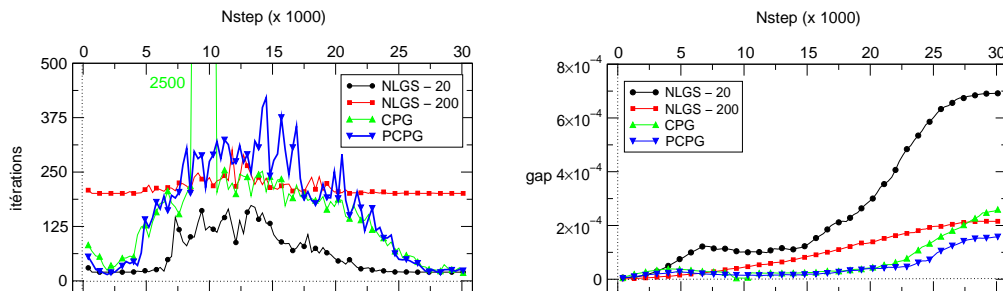 Nstep (x 1000)
0 5 10 15 20 25 30
500
375
250
125
0
itérations
2500
NLGS – 20
NLGS – 200
CPG
PCPG
Nstep (x 1000)
0 5 10 15 20 25 30
8×10⁻⁴
6×10⁻⁴
4×10⁻⁴
2×10⁻⁴
0
gap
NLGS – 20
NLGS – 200
CPG
PCPG